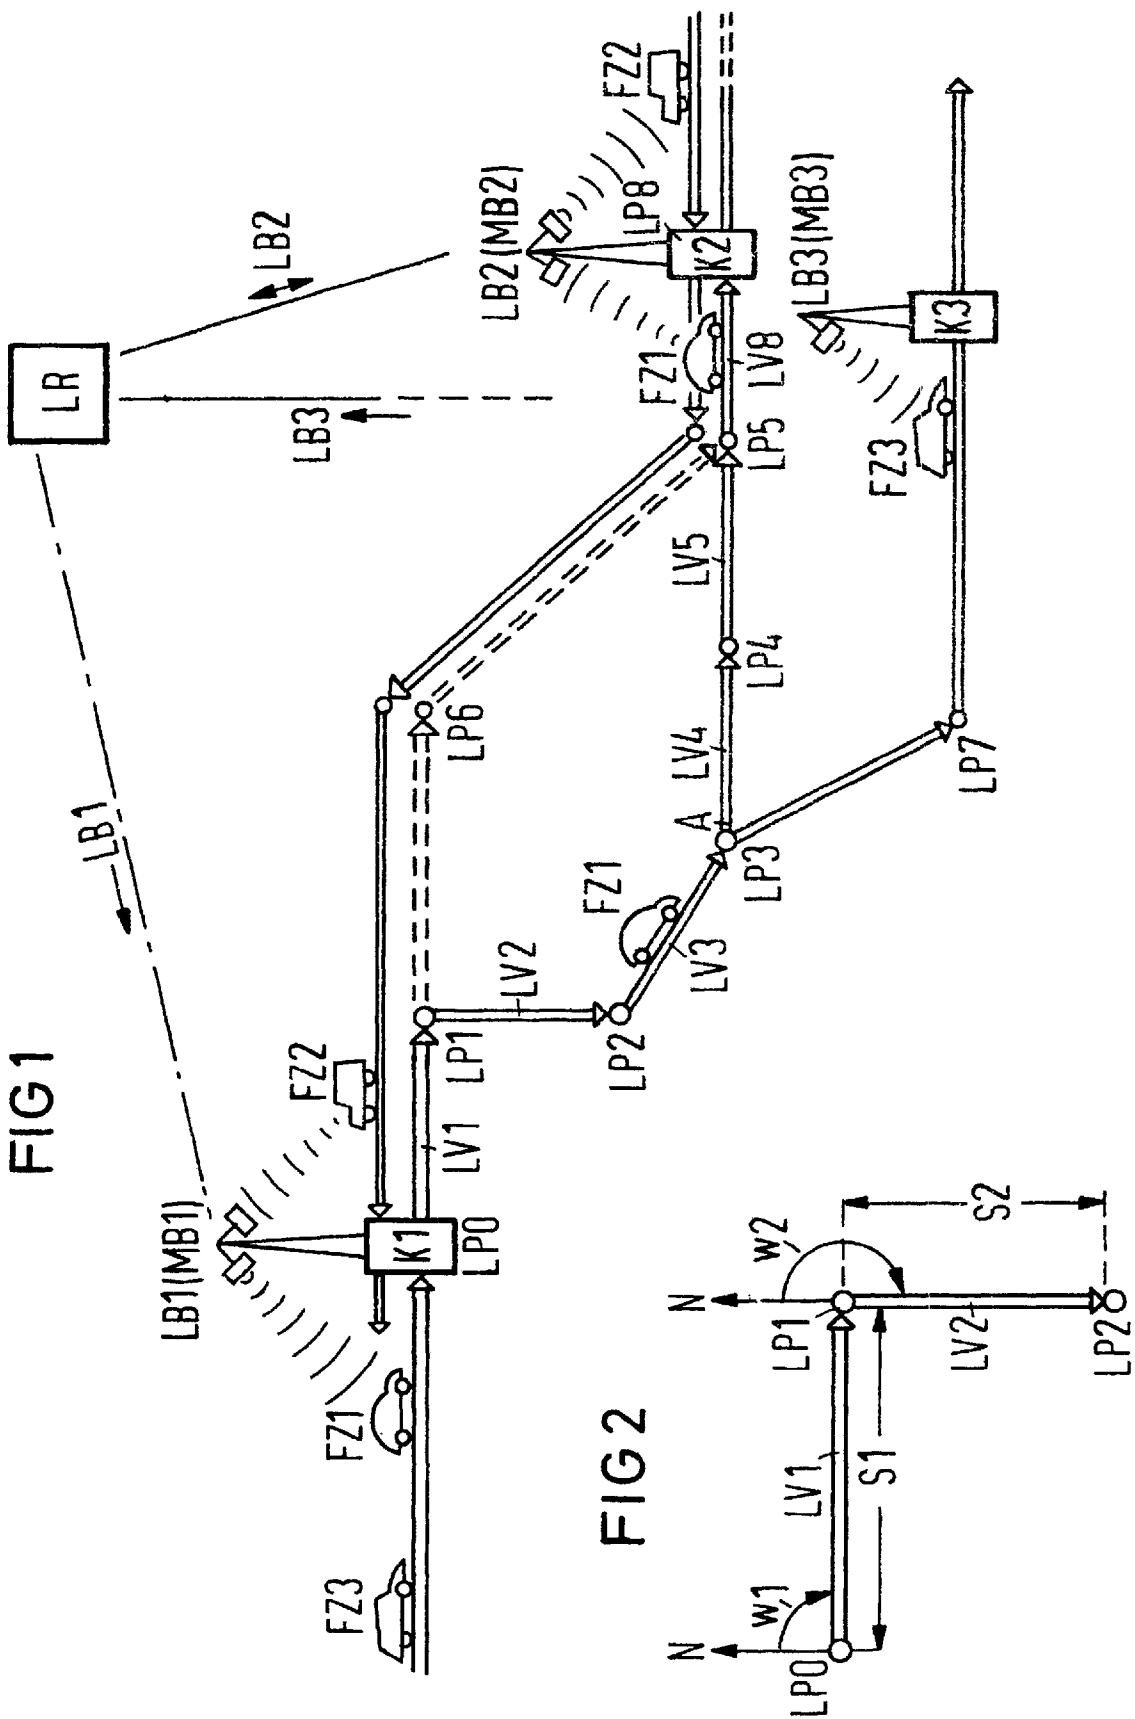 FIG 1
LR
LB1
LB3
LB2
LB1(MB1)
FZ2
LB2(MB2)
FZ2
FZ3
FZ1
K1
LP0
LV1
LP1
LP6
LV2
LP2
FZ1
LV3
LP3
A
LV4
LP4
LV5
LP5
FZ1
LV8
LP8
K2
LB3(MB3)
LP7
FZ3
K3
FIG 2
N
N
W1
W2
LP0
LV1
LP1
S1
S2
LV2
LP2